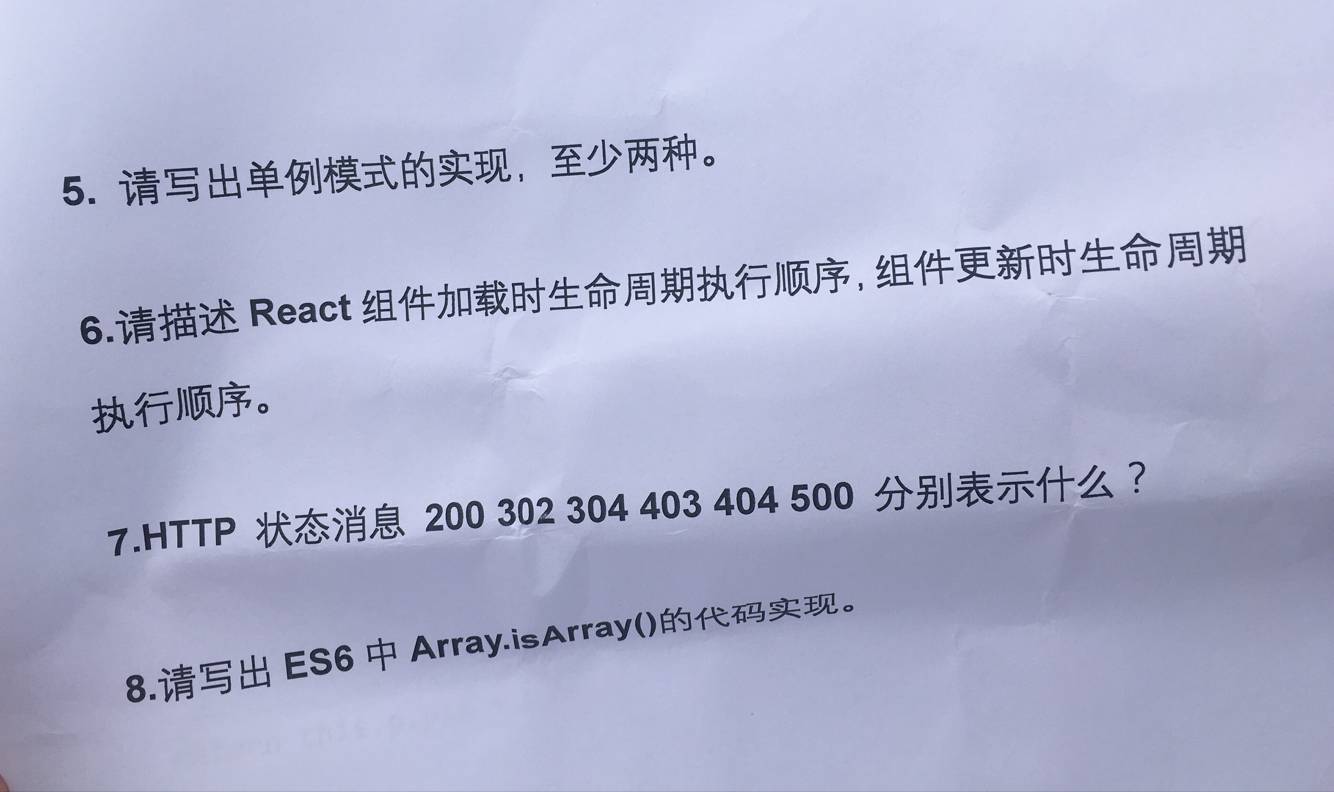 5. 请写出单例模式的实现，至少两种。
6.请描述 React 组件加载时生命周期执行顺序,组件更新时生命周期
执行顺序。
7.HTTP 状态消息 200 302 304 403 404 500 分别表示什么？
8.请写出 ES6 中 Array.isArray()的代码实现。